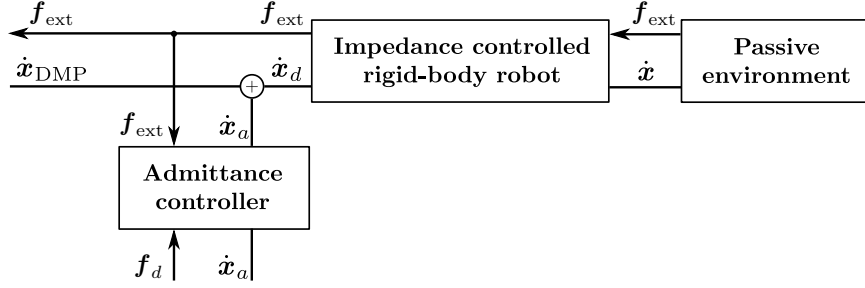 f_ext f_ext f_ext
Impedance controlled
rigid-body robot
Passive
environment
ẋ_DMP + ẋ_d ẋ
f_ext ẋ_a
Admittance
controller
f_d ẋ_a